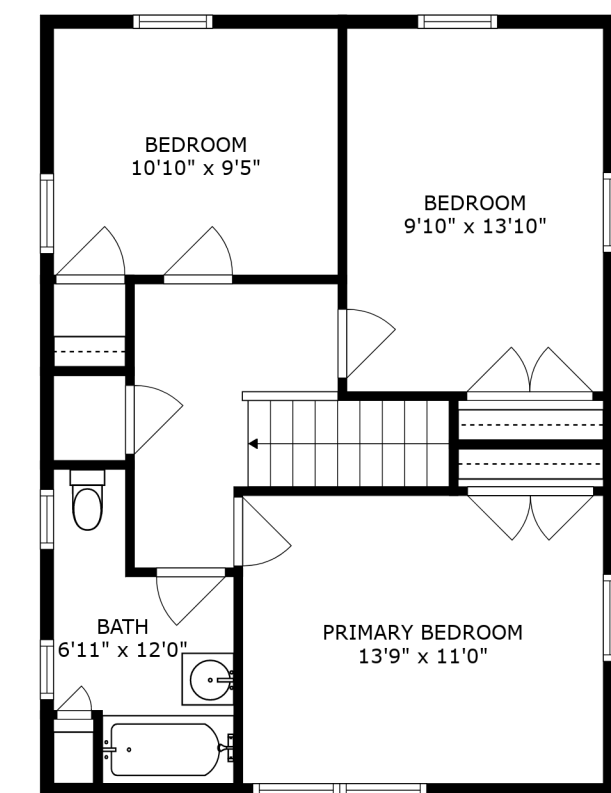 BEDROOM
10'10" x 9'5"
BEDROOM
9'10" x 13'10"
BATH
6'11" x 12'0"
PRIMARY BEDROOM
13'9" x 11'0"